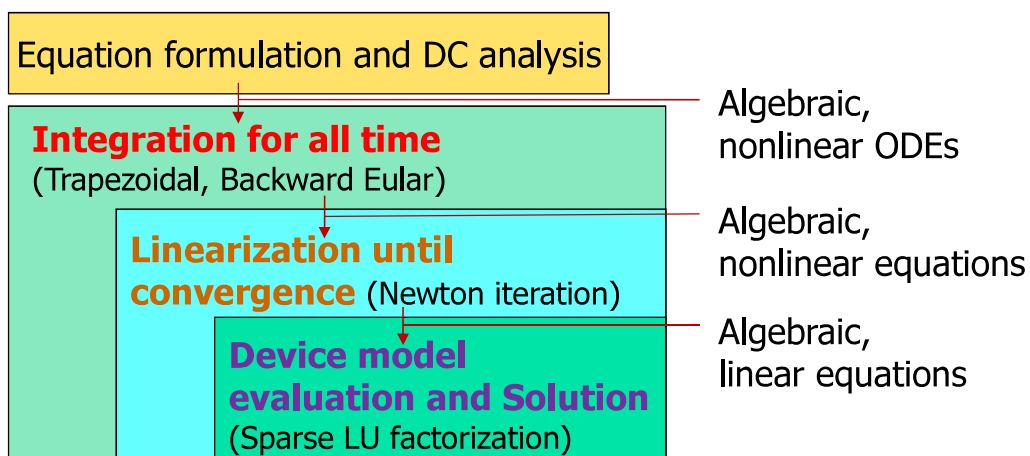 Equation formulation and DC analysis
Algebraic,
nonlinear ODEs
Integration for all time
(Trapezoidal, Backward Eular)
Algebraic,
nonlinear equations
Linearization until
convergence (Newton iteration)
Algebraic,
linear equations
Device model
evaluation and Solution
(Sparse LU factorization)